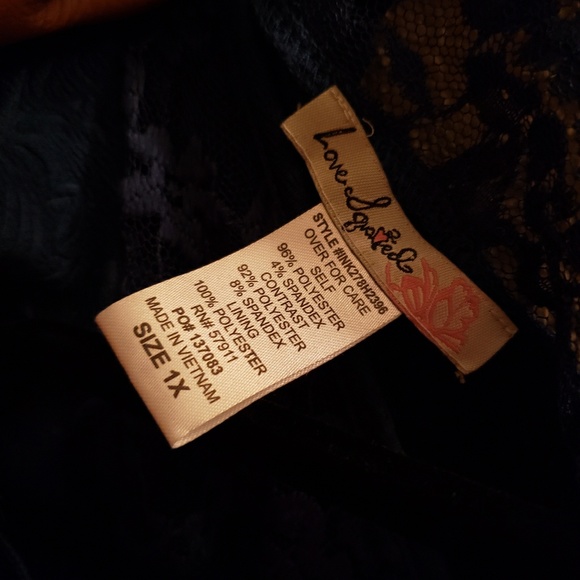 Love Squared
STYLE #INK278H2396
OVER FOR CARE
SELF
96% POLYESTER
4% SPANDEX
CONTRAST
92% POLYESTER
8% SPANDEX
LINING
100% POLYESTER
RN# 57911
PO# 137083
MADE IN VIETNAM
SIZE 1X